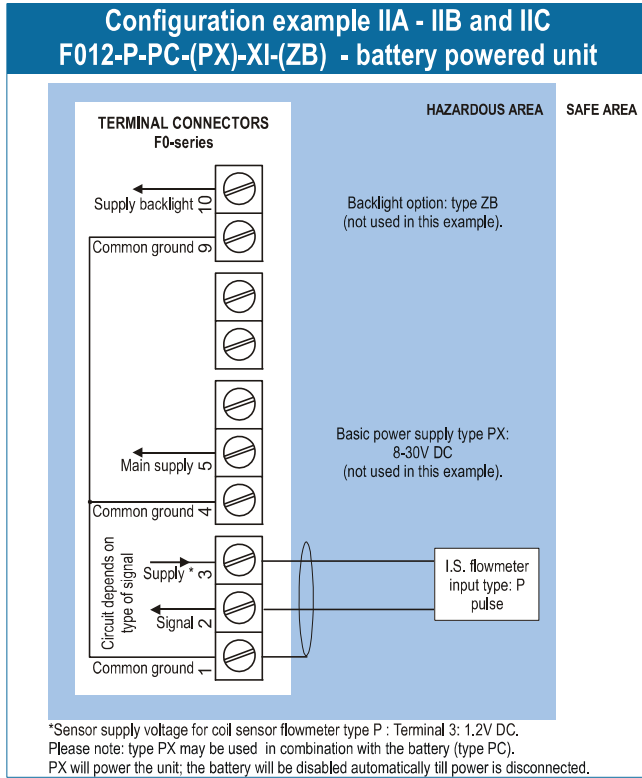 Configuration example IIA - IIB and IIC
F012-P-PC-(PX)-XI-(ZB) - battery powered unit
HAZARDOUS AREA
SAFE AREA
TERMINAL CONNECTORS
F0-series
Supply backlight
10
Backlight option: type ZB
(not used in this example).
Common ground
9
Basic power supply type PX:
8-30V DC
(not used in this example).
Main supply
5
Common ground
4
Circuit depends on
type of signal
Supply *
3
I.S. flowmeter
input type: P
pulse
Signal
2
Common ground
1
*Sensor supply voltage for coil sensor flowmeter type P : Terminal 3: 1.2V DC.
Please note: type PX may be used in combination with the battery (type PC).
PX will power the unit; the battery will be disabled automatically till power is disconnected.